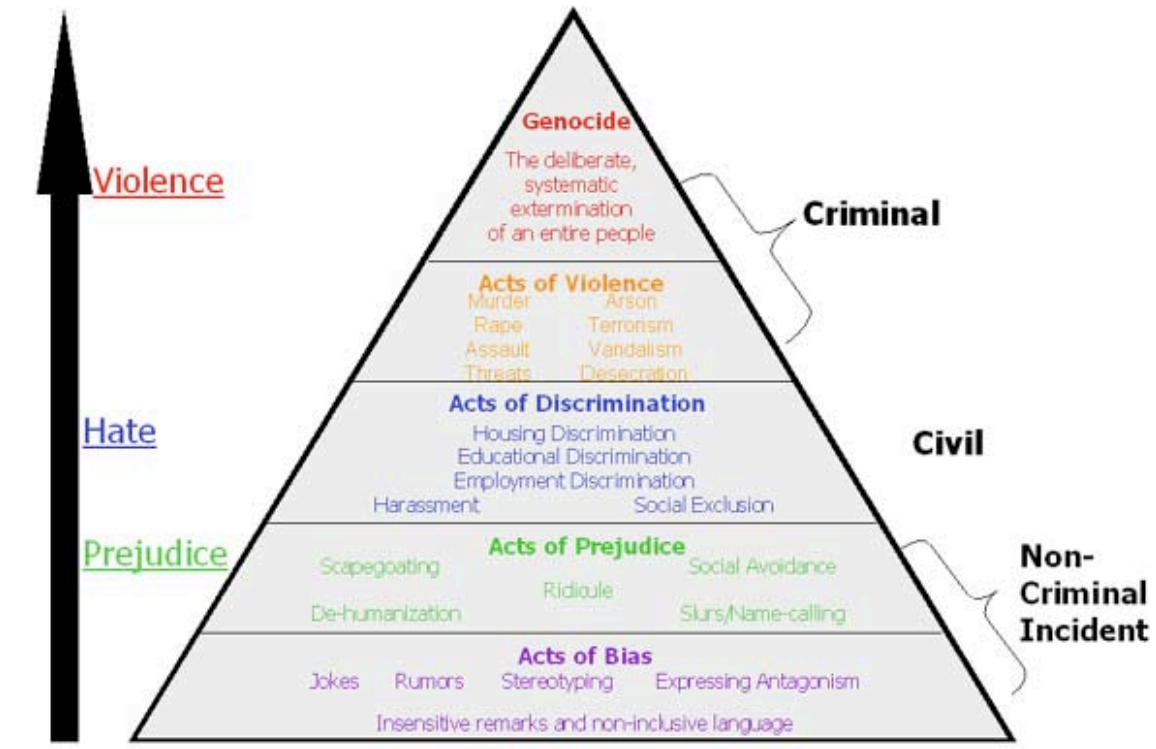 Genocide
The deliberate,
systematic
extermination
of an entire people
Violence
Criminal
Acts of Violence
Murder Arson
Rape Terrorism
Assault Vandalism
Threats Desecration
Acts of Discrimination
Housing Discrimination
Educational Discrimination
Employment Discrimination
Harassment Social Exclusion
Hate
Civil
Prejudice
Acts of Prejudice
Scapegoating Social Avoidance
Ridicule
De-humanization Slurs/Name-calling
Non-
Criminal
Incident
Acts of Bias
Jokes Rumors Stereotyping Expressing Antagonism
Insensitive remarks and non-inclusive language